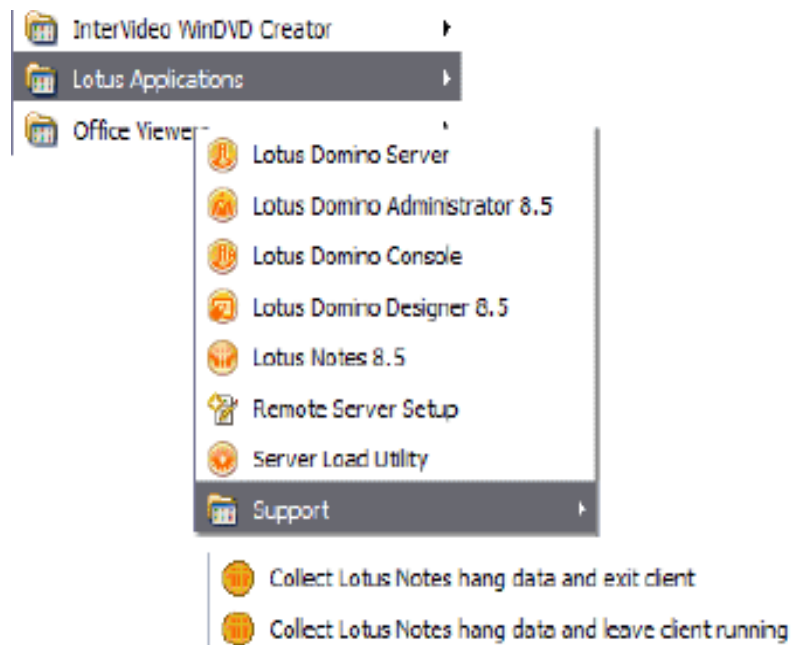 InterVideo WinDVD Creator
Lotus Applications
Office Viewers
Lotus Domino Server
Lotus Domino Administrator 8.5
Lotus Domino Console
Lotus Domino Designer 8.5
Lotus Notes 8.5
Remote Server Setup
Server Load Utility
Support
Collect Lotus Notes hang data and exit client
Collect Lotus Notes hang data and leave client running